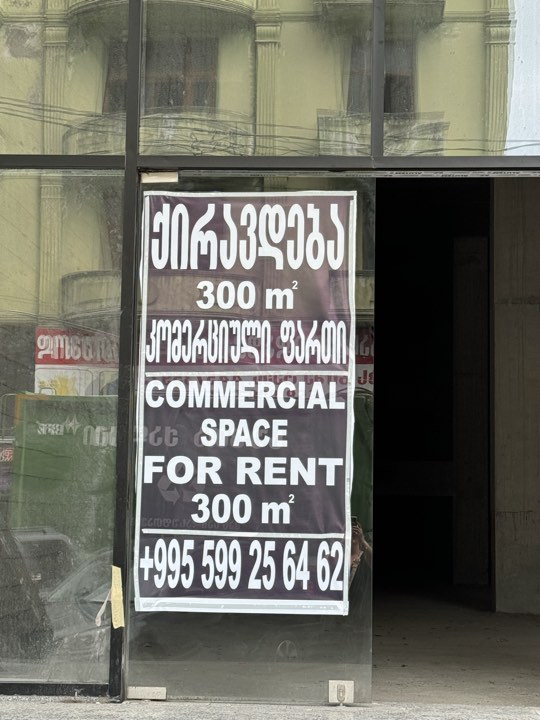 ქირავდება
300 m²
კომერციული ფართი
COMMERCIAL
SPACE
FOR RENT
300 m²
+995 599 25 64 62